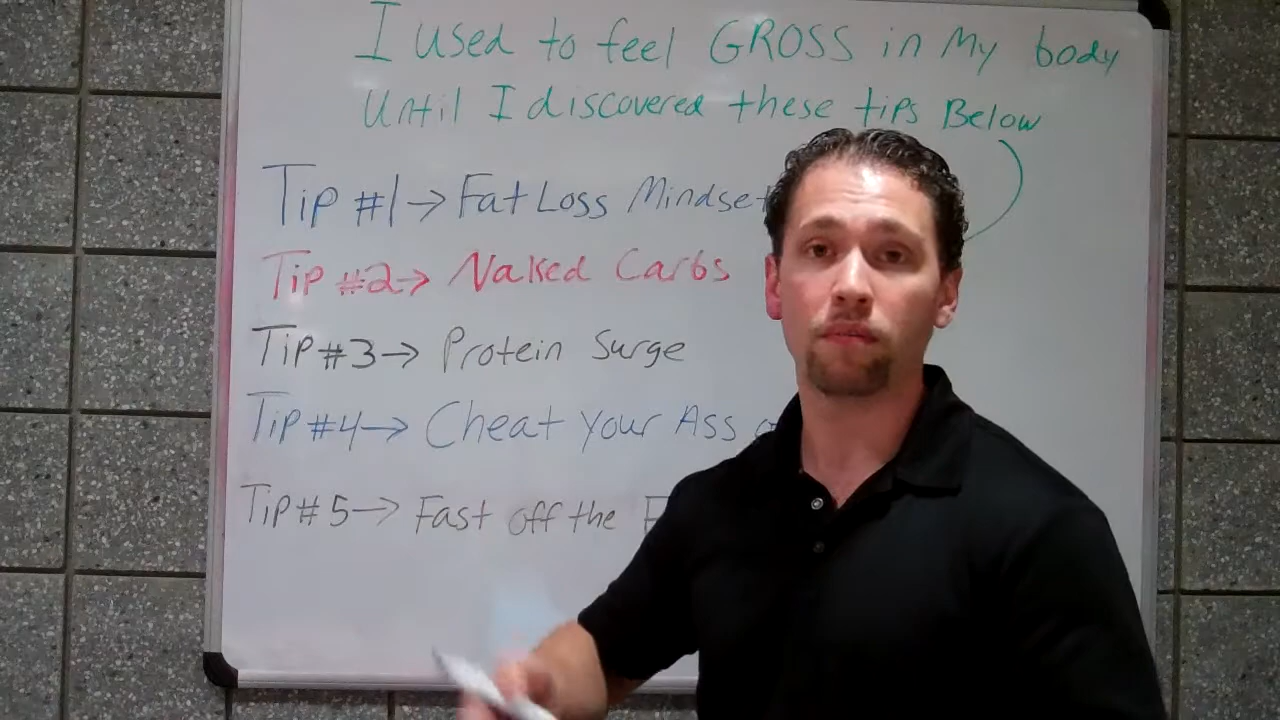 I used to feel GROSS in My body
Until I discovered these tips Below
Tip #1 → Fat Loss Mindset
Tip #2 → Naked Carbs
Tip #3 → Protein Surge
Tip #4 → Cheat your Ass
Tip #5 → Fast off the